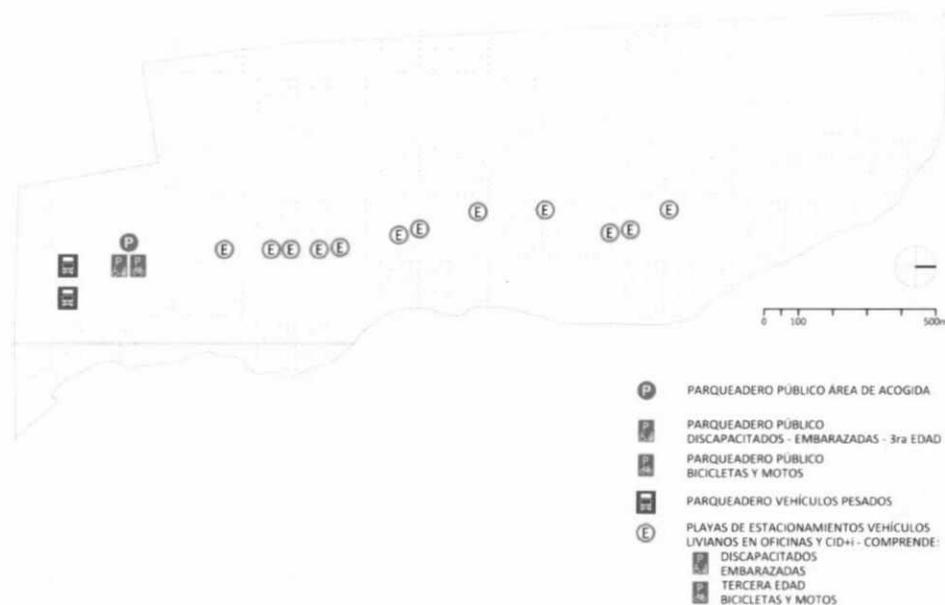 E
E
E
E
E
E
E
E
E
E
E
E
P
P
P
0 100 500m
P PARQUEADERO PÚBLICO ÁREA DE ACOGIDA
P PARQUEADERO PÚBLICO
DISCAPACITADOS - EMBARAZADAS - 3ra EDAD
P PARQUEADERO PÚBLICO
BICICLETAS Y MOTOS
PARQUEADERO VEHÍCULOS PESADOS
E PLAYAS DE ESTACIONAMIENTOS VEHÍCULOS
LIVIANOS EN OFICINAS Y CID+i - COMPRENDE:
P DISCAPACITADOS
EMBARAZADAS
P TERCERA EDAD
BICICLETAS Y MOTOS